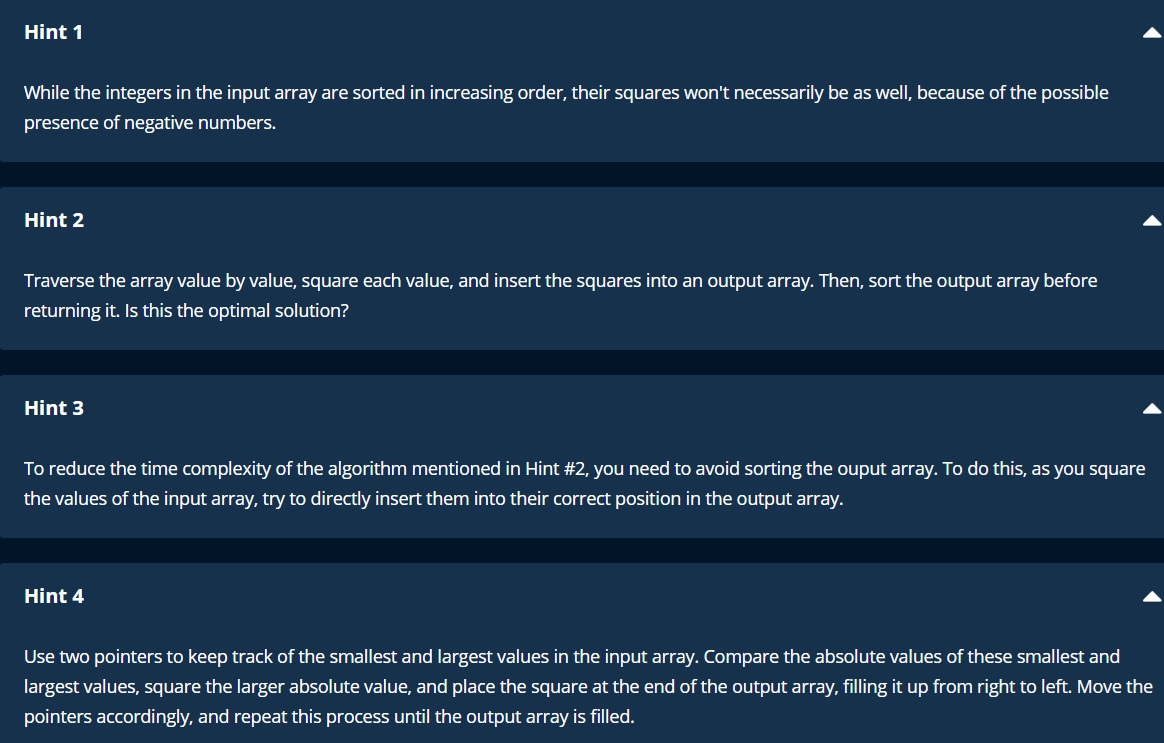 Hint 1
While the integers in the input array are sorted in increasing order, their squares won't necessarily be as well, because of the possible
presence of negative numbers.
Hint 2
Traverse the array value by value, square each value, and insert the squares into an output array. Then, sort the output array before
returning it. Is this the optimal solution?
Hint 3
To reduce the time complexity of the algorithm mentioned in Hint #2, you need to avoid sorting the ouput array. To do this, as you square
the values of the input array, try to directly insert them into their correct position in the output array.
Hint 4
Use two pointers to keep track of the smallest and largest values in the input array. Compare the absolute values of these smallest and
largest values, square the larger absolute value, and place the square at the end of the output array, filling it up from right to left. Move the
pointers accordingly, and repeat this process until the output array is filled.